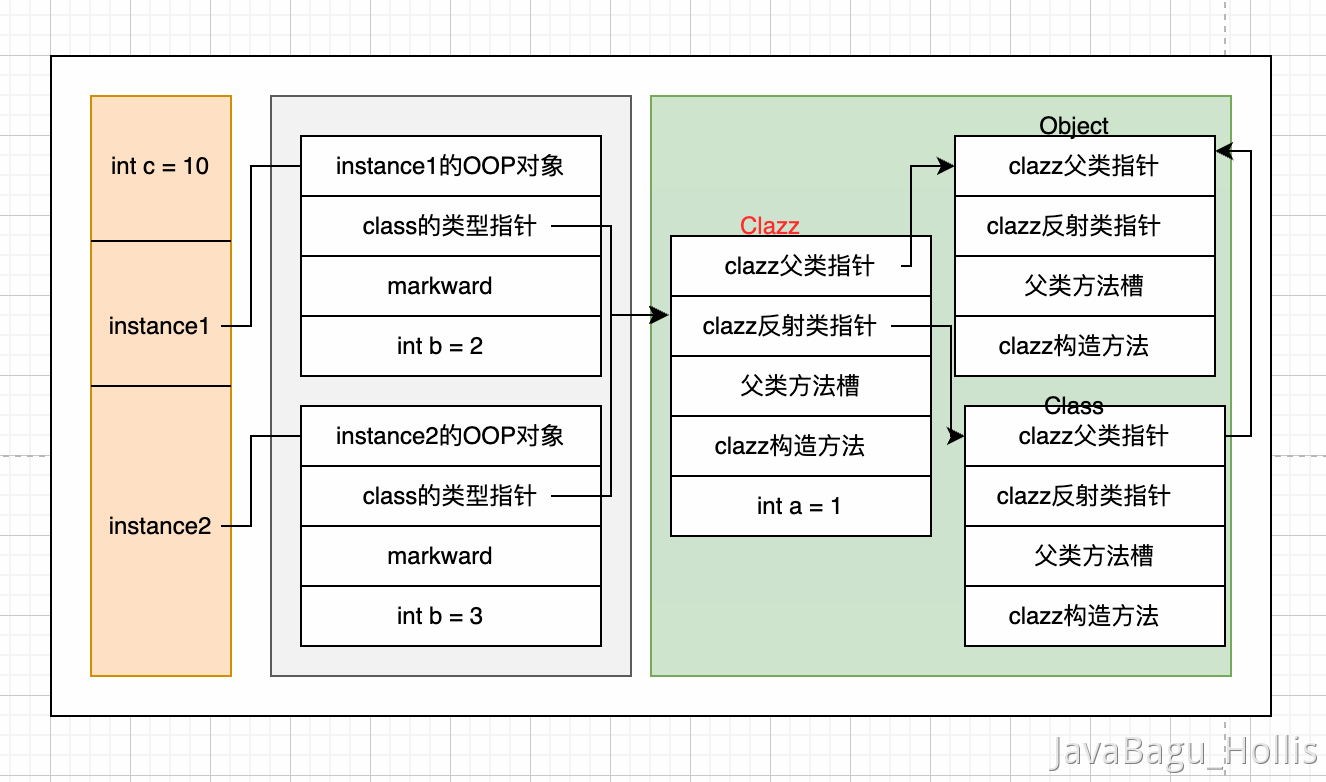 int c = 10
instance1
instance2
instance1的OOP对象
class的类型指针
markward
int b = 2
instance2的OOP对象
class的类型指针
markward
int b = 3
Clazz
clazz父类指针
clazz反射类指针
父类方法槽
clazz构造方法
int a = 1
Object
clazz父类指针
clazz反射类指针
父类方法槽
clazz构造方法
Class
clazz父类指针
clazz反射类指针
父类方法槽
clazz构造方法
JavaBagu_Hollis